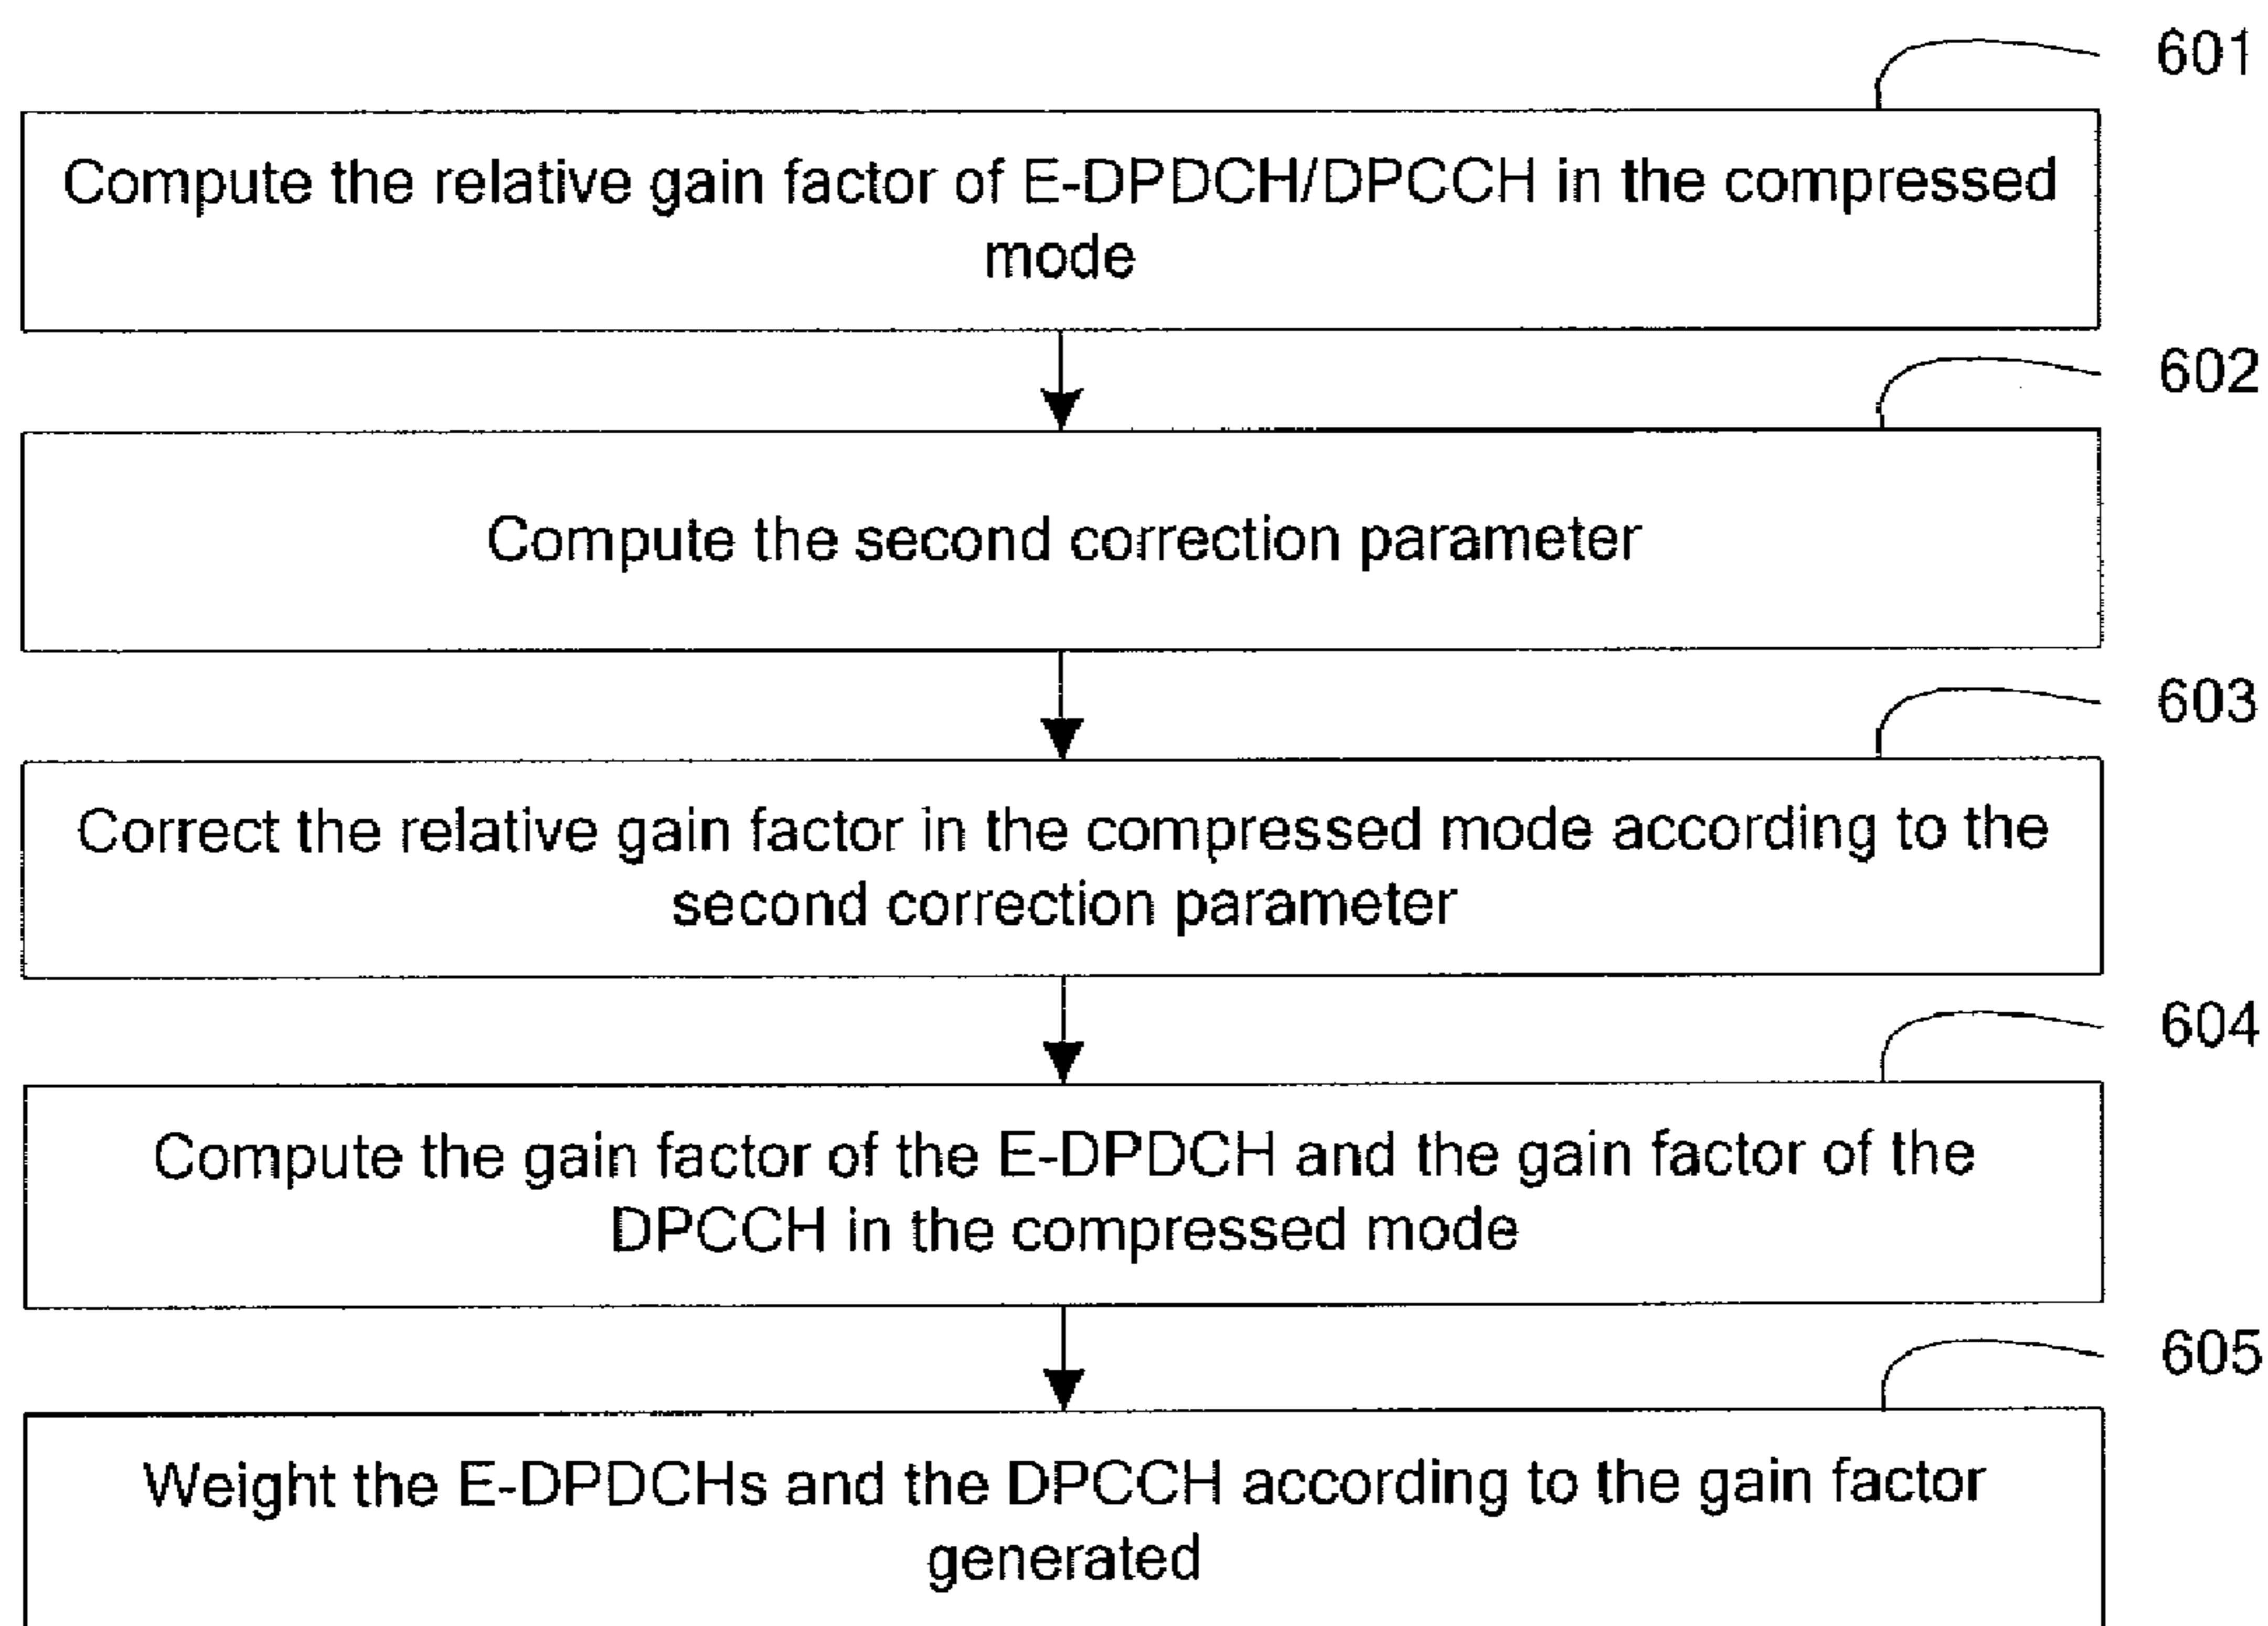 601
Compute the relative gain factor of E-DPDCH/DPCCH in the compressed
mode
602
Compute the second correction parameter
603
Correct the relative gain factor in the compressed mode according to the
second correction parameter
604
Compute the gain factor of the E-DPDCH and the gain factor of the
DPCCH in the compressed mode
605
Weight the E-DPDCHs and the DPCCH according to the gain factor
generated